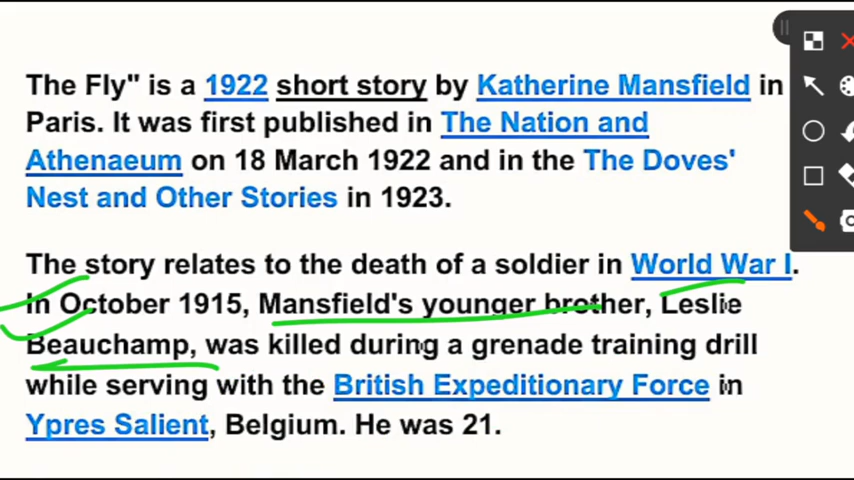 The Fly" is a 1922 short story by Katherine Mansfield in
Paris. It was first published in The Nation and
Athenaeum on 18 March 1922 and in the The Doves'
Nest and Other Stories in 1923.
The story relates to the death of a soldier in World War I.
In October 1915, Mansfield's younger brother, Leslie
Beauchamp, was killed during a grenade training drill
while serving with the British Expeditionary Force in
Ypres Salient, Belgium. He was 21.